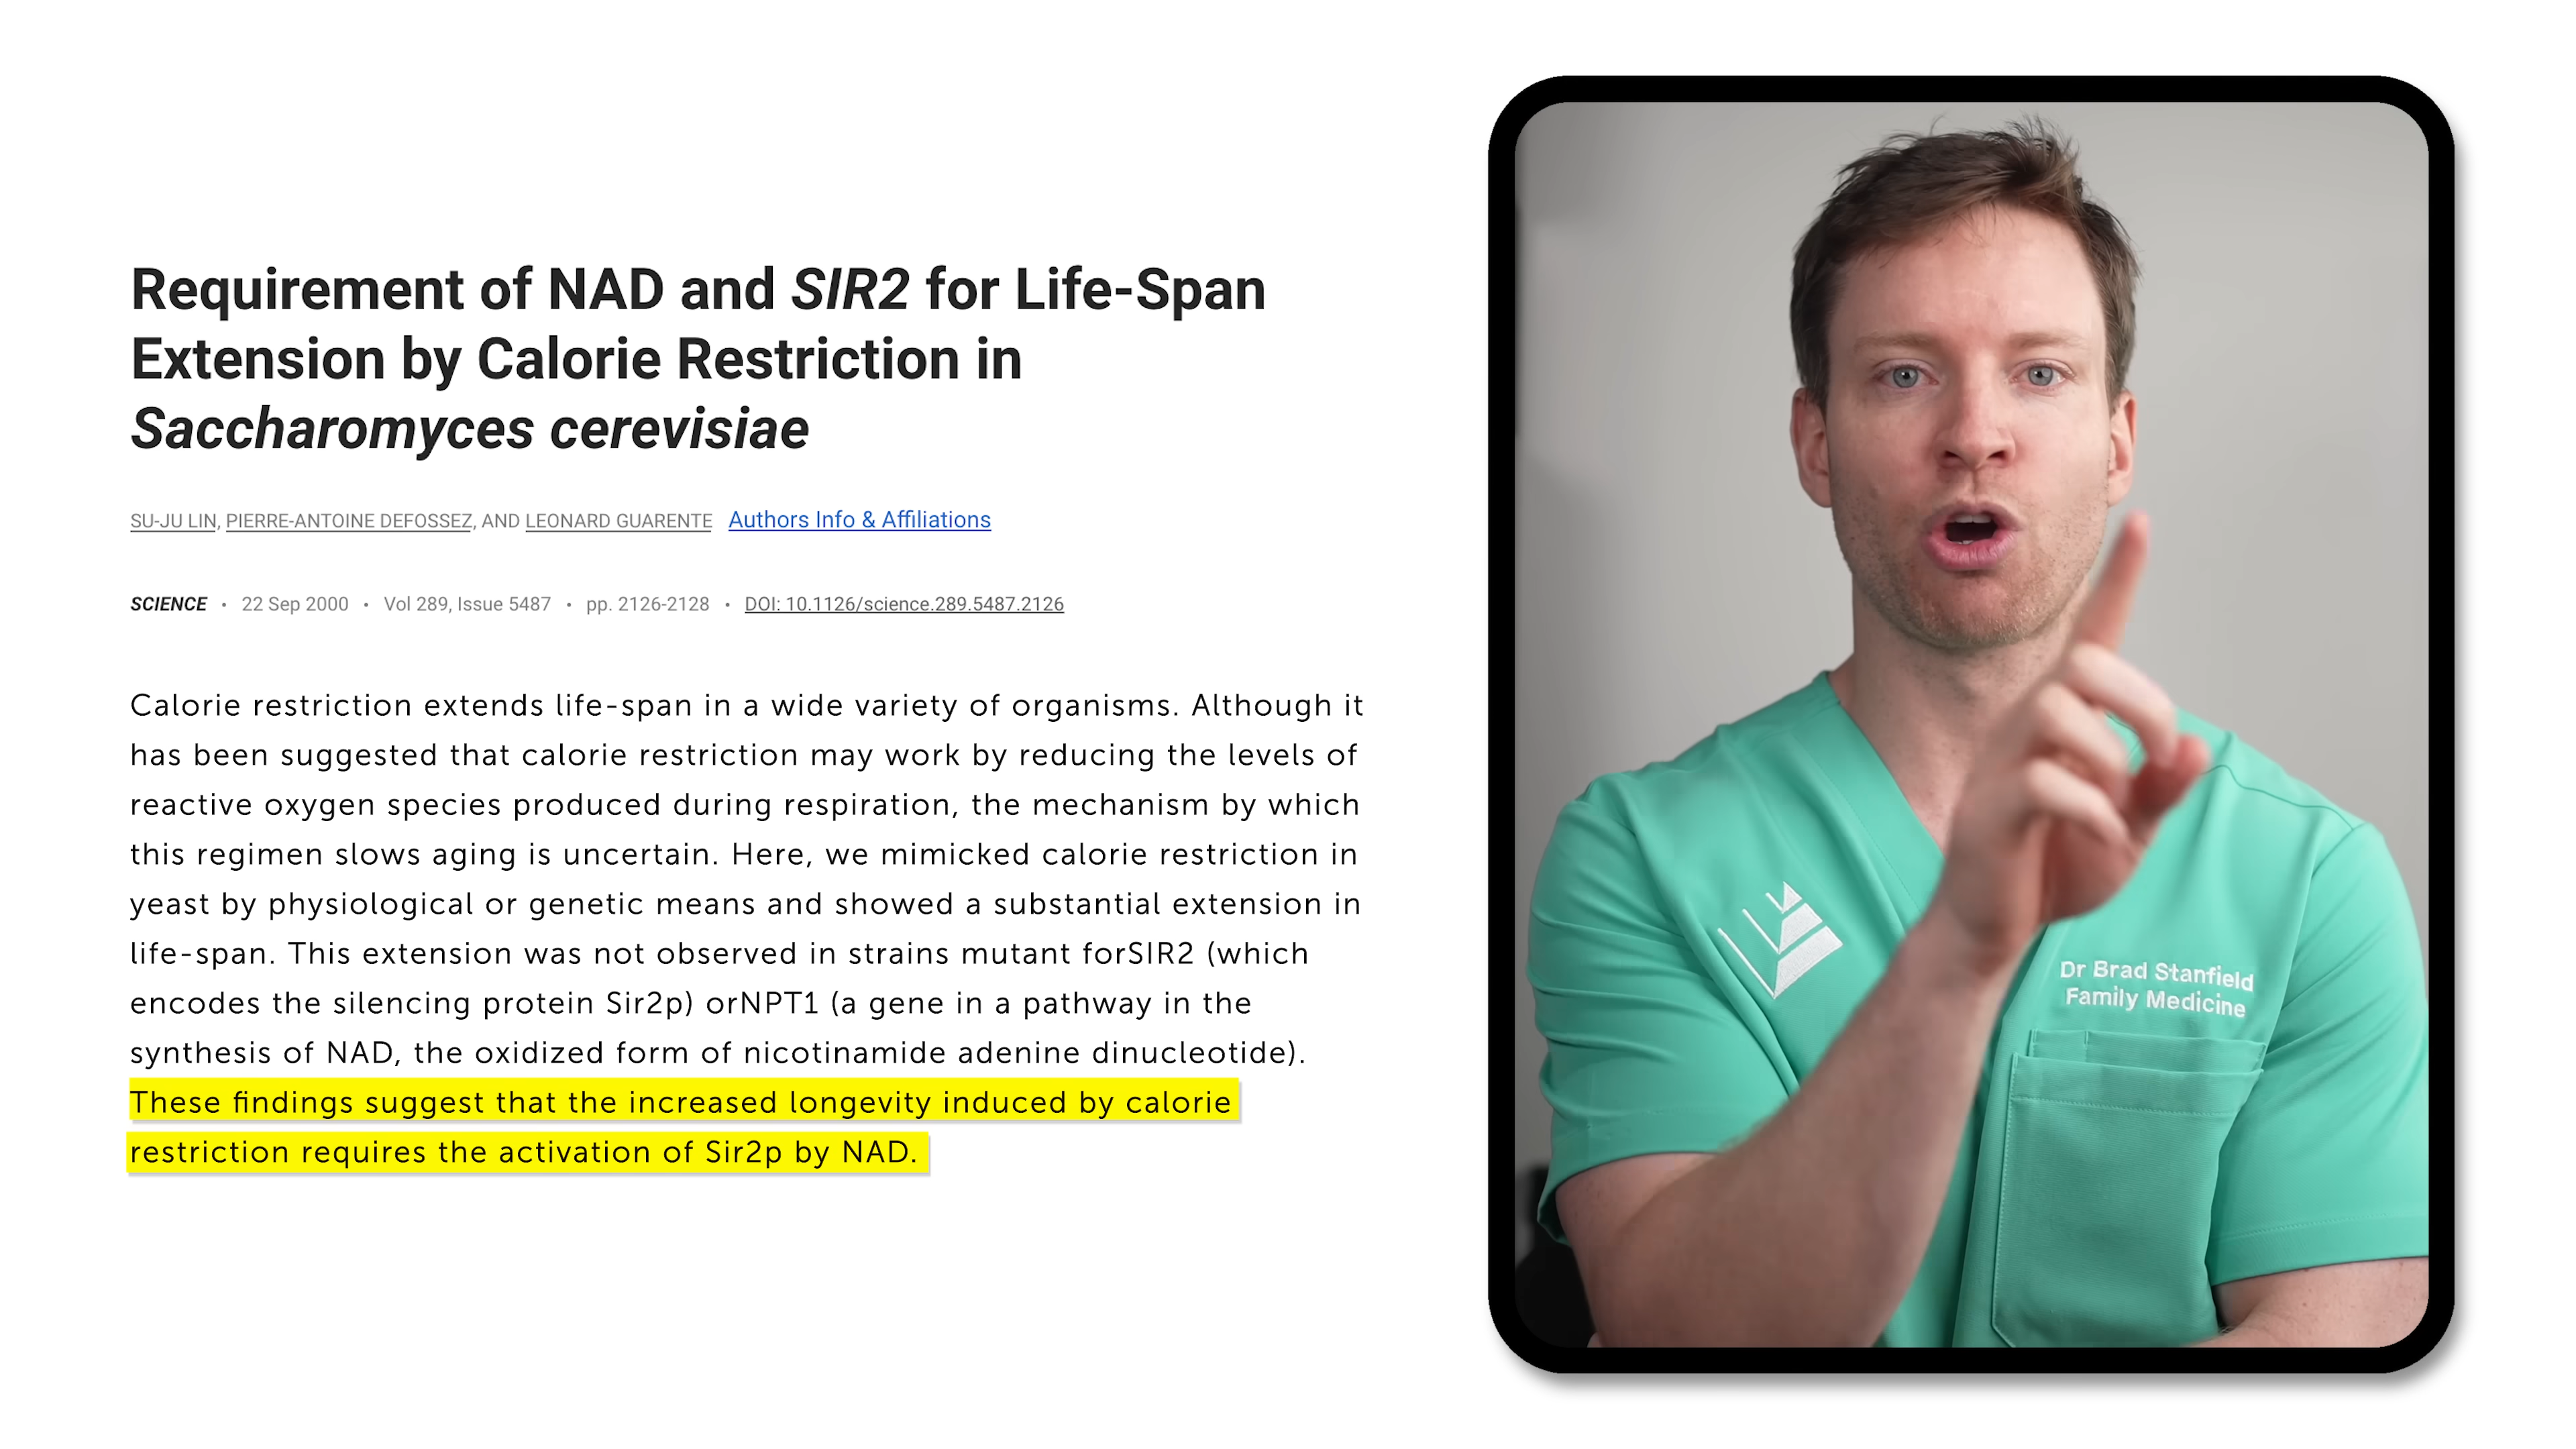 Requirement of NAD and SIR2 for Life-Span
Extension by Calorie Restriction in
Saccharomyces cerevisiae
SU-JU LIN, PIERRE-ANTOINE DEFOSSEZ, AND LEONARD GUARENTE Authors Info & Affiliations
SCIENCE • 22 Sep 2000 • Vol 289, Issue 5487 • pp. 2126-2128 • DOI: 10.1126/science.289.5487.2126
Calorie restriction extends life-span in a wide variety of organisms. Although it
has been suggested that calorie restriction may work by reducing the levels of
reactive oxygen species produced during respiration, the mechanism by which
this regimen slows aging is uncertain. Here, we mimicked calorie restriction in
yeast by physiological or genetic means and showed a substantial extension in
life-span. This extension was not observed in strains mutant forSIR2 (which
encodes the silencing protein Sir2p) orNPT1 (a gene in a pathway in the
synthesis of NAD, the oxidized form of nicotinamide adenine dinucleotide).
These findings suggest that the increased longevity induced by calorie
restriction requires the activation of Sir2p by NAD.
Dr Brad Stanfield
Family Medicine